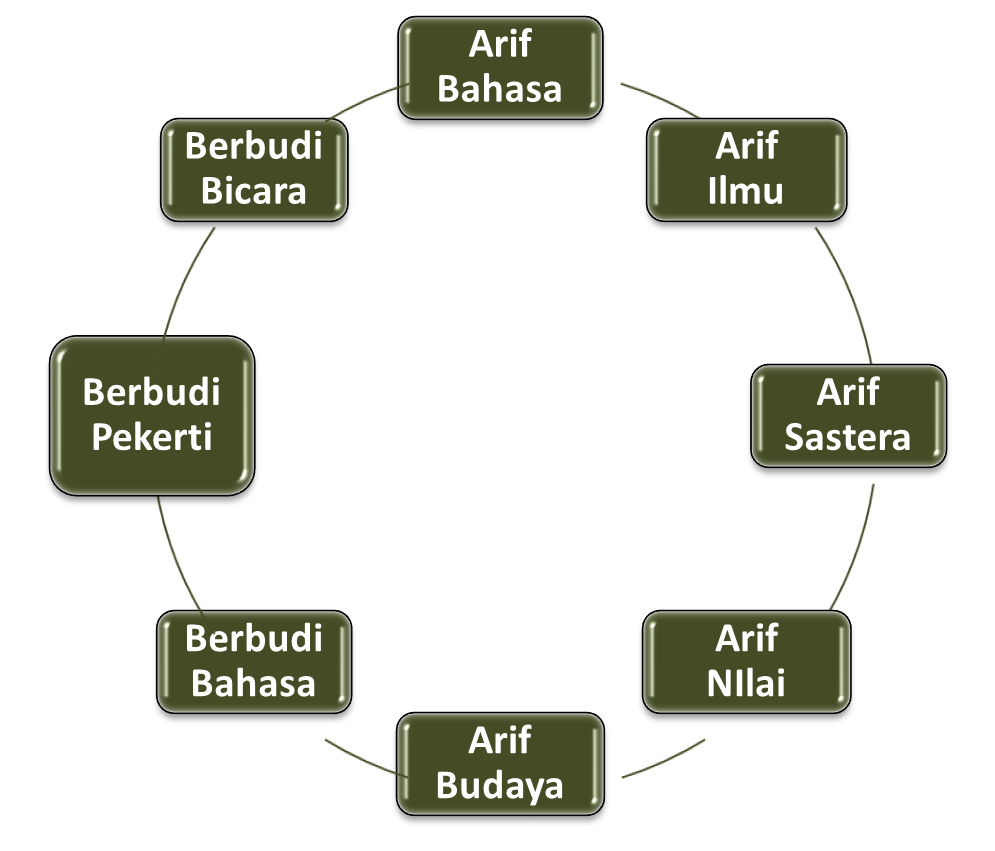 Arif
Bahasa
Arif
Ilmu
Arif
Sastera
Arif
NIlai
Arif
Budaya
Berbudi
Bahasa
Berbudi
Pekerti
Berbudi
Bicara